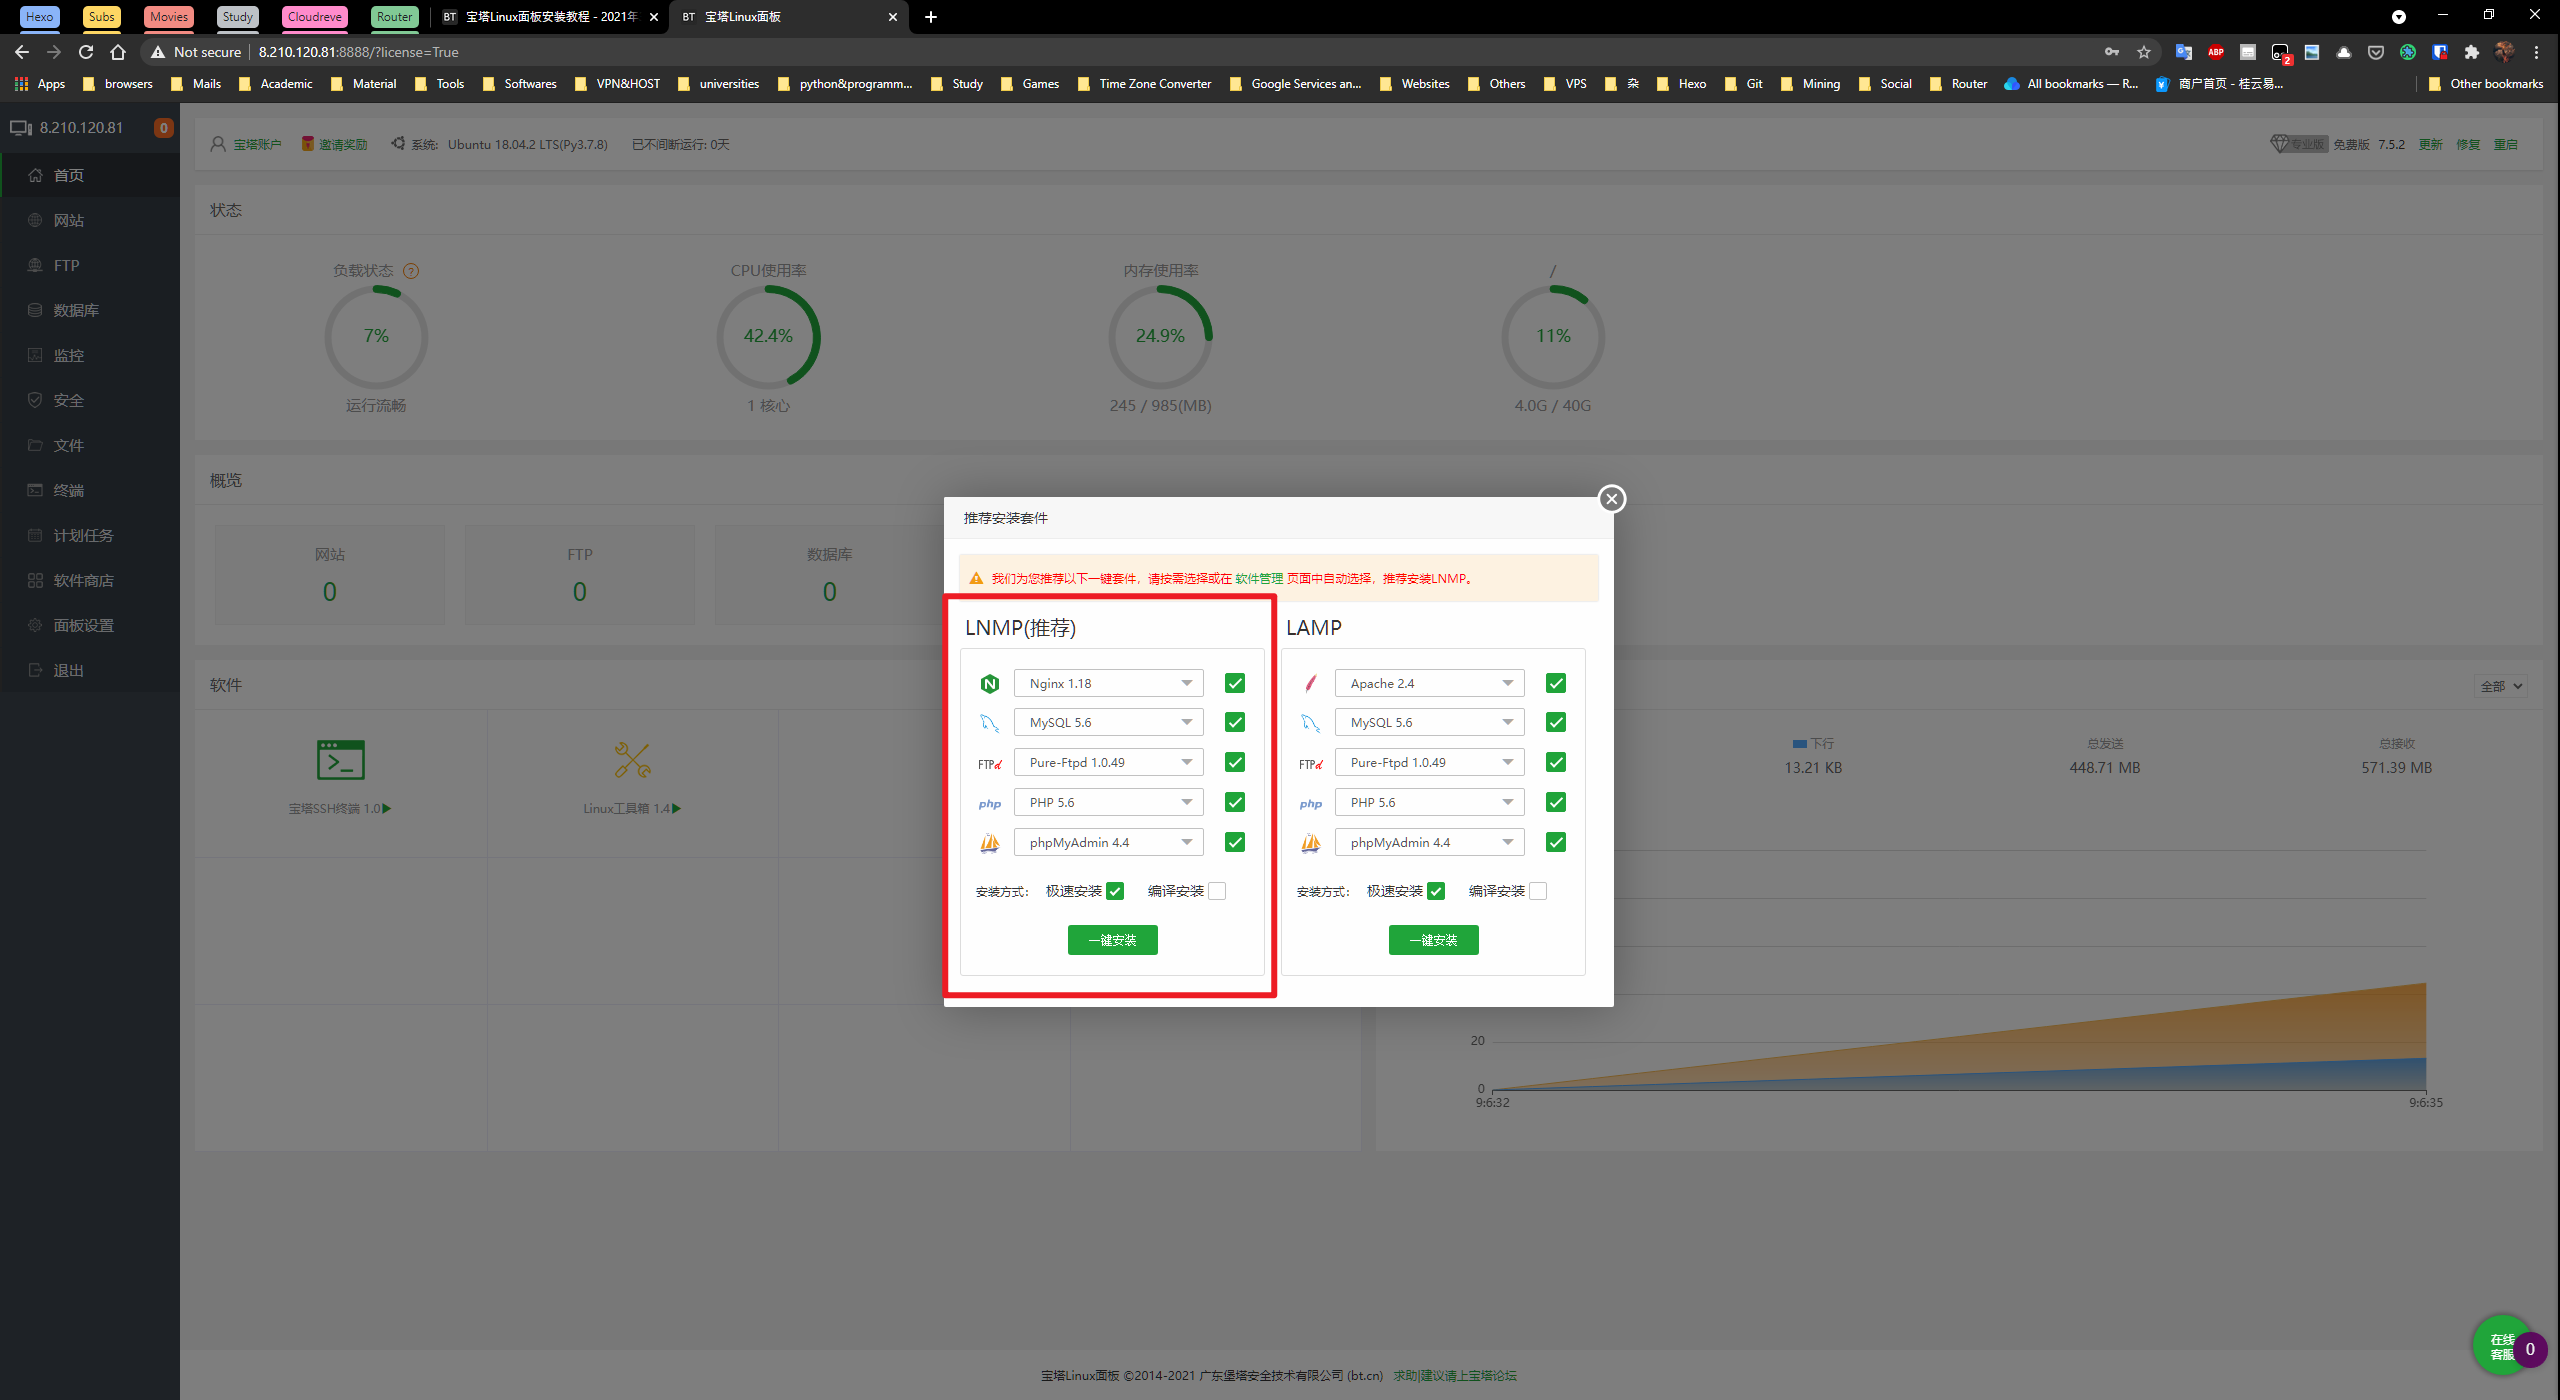 Hexo
Subs
Movies
Study
Cloudreve
Router
BT 宝塔Linux面板安装教程 - 2021年
BT 宝塔Linux面板
Not secure 8.210.120.81:8888/?license=True
ABP
2
Apps browsers Mails Academic Material Tools Softwares VPN&HOST universities python&programm... Study Games Time Zone Converter Google Services an... Websites Others VPS 杂 Hexo Git Mining Social Router All bookmarks — R... 商户首页 - 桂云易... Other bookmarks
8.210.120.81 0
首页
网站
FTP
数据库
监控
安全
文件
终端
计划任务
软件商店
面板设置
退出
宝塔账户 邀请奖励 系统: Ubuntu 18.04.2 LTS(Py3.7.8) 已不间断运行: 0天
专业版 免费版 7.5.2 更新 修复 重启
状态
负载状态 ?
7%
运行流畅
CPU使用率
42.4%
1 核心
内存使用率
24.9%
245 / 985(MB)
/
11%
4.0G / 40G
概览
网站
0
FTP
0
数据库
0
软件
宝塔SSH终端 1.0
Linux工具箱 1.4
推荐安装套件
我们为您推荐以下一键套件，请按需选择或在 软件管理 页面中自动选择，推荐安装LNMP。
LNMP(推荐)
Nginx 1.18
MySQL 5.6
FTPd Pure-Ftpd 1.0.49
php PHP 5.6
phpMyAdmin 4.4
安装方式: 极速安装 编译安装
一键安装
LAMP
Apache 2.4
MySQL 5.6
FTPd Pure-Ftpd 1.0.49
php PHP 5.6
phpMyAdmin 4.4
安装方式: 极速安装 编译安装
一键安装
全部
下行
13.21 KB
总发送
448.71 MB
总接收
571.39 MB
20
0
9:6:32
9:6:35
在线
客服
0
宝塔Linux面板 ©2014-2021 广东堡塔安全技术有限公司 (bt.cn) 求助|建议请上宝塔论坛